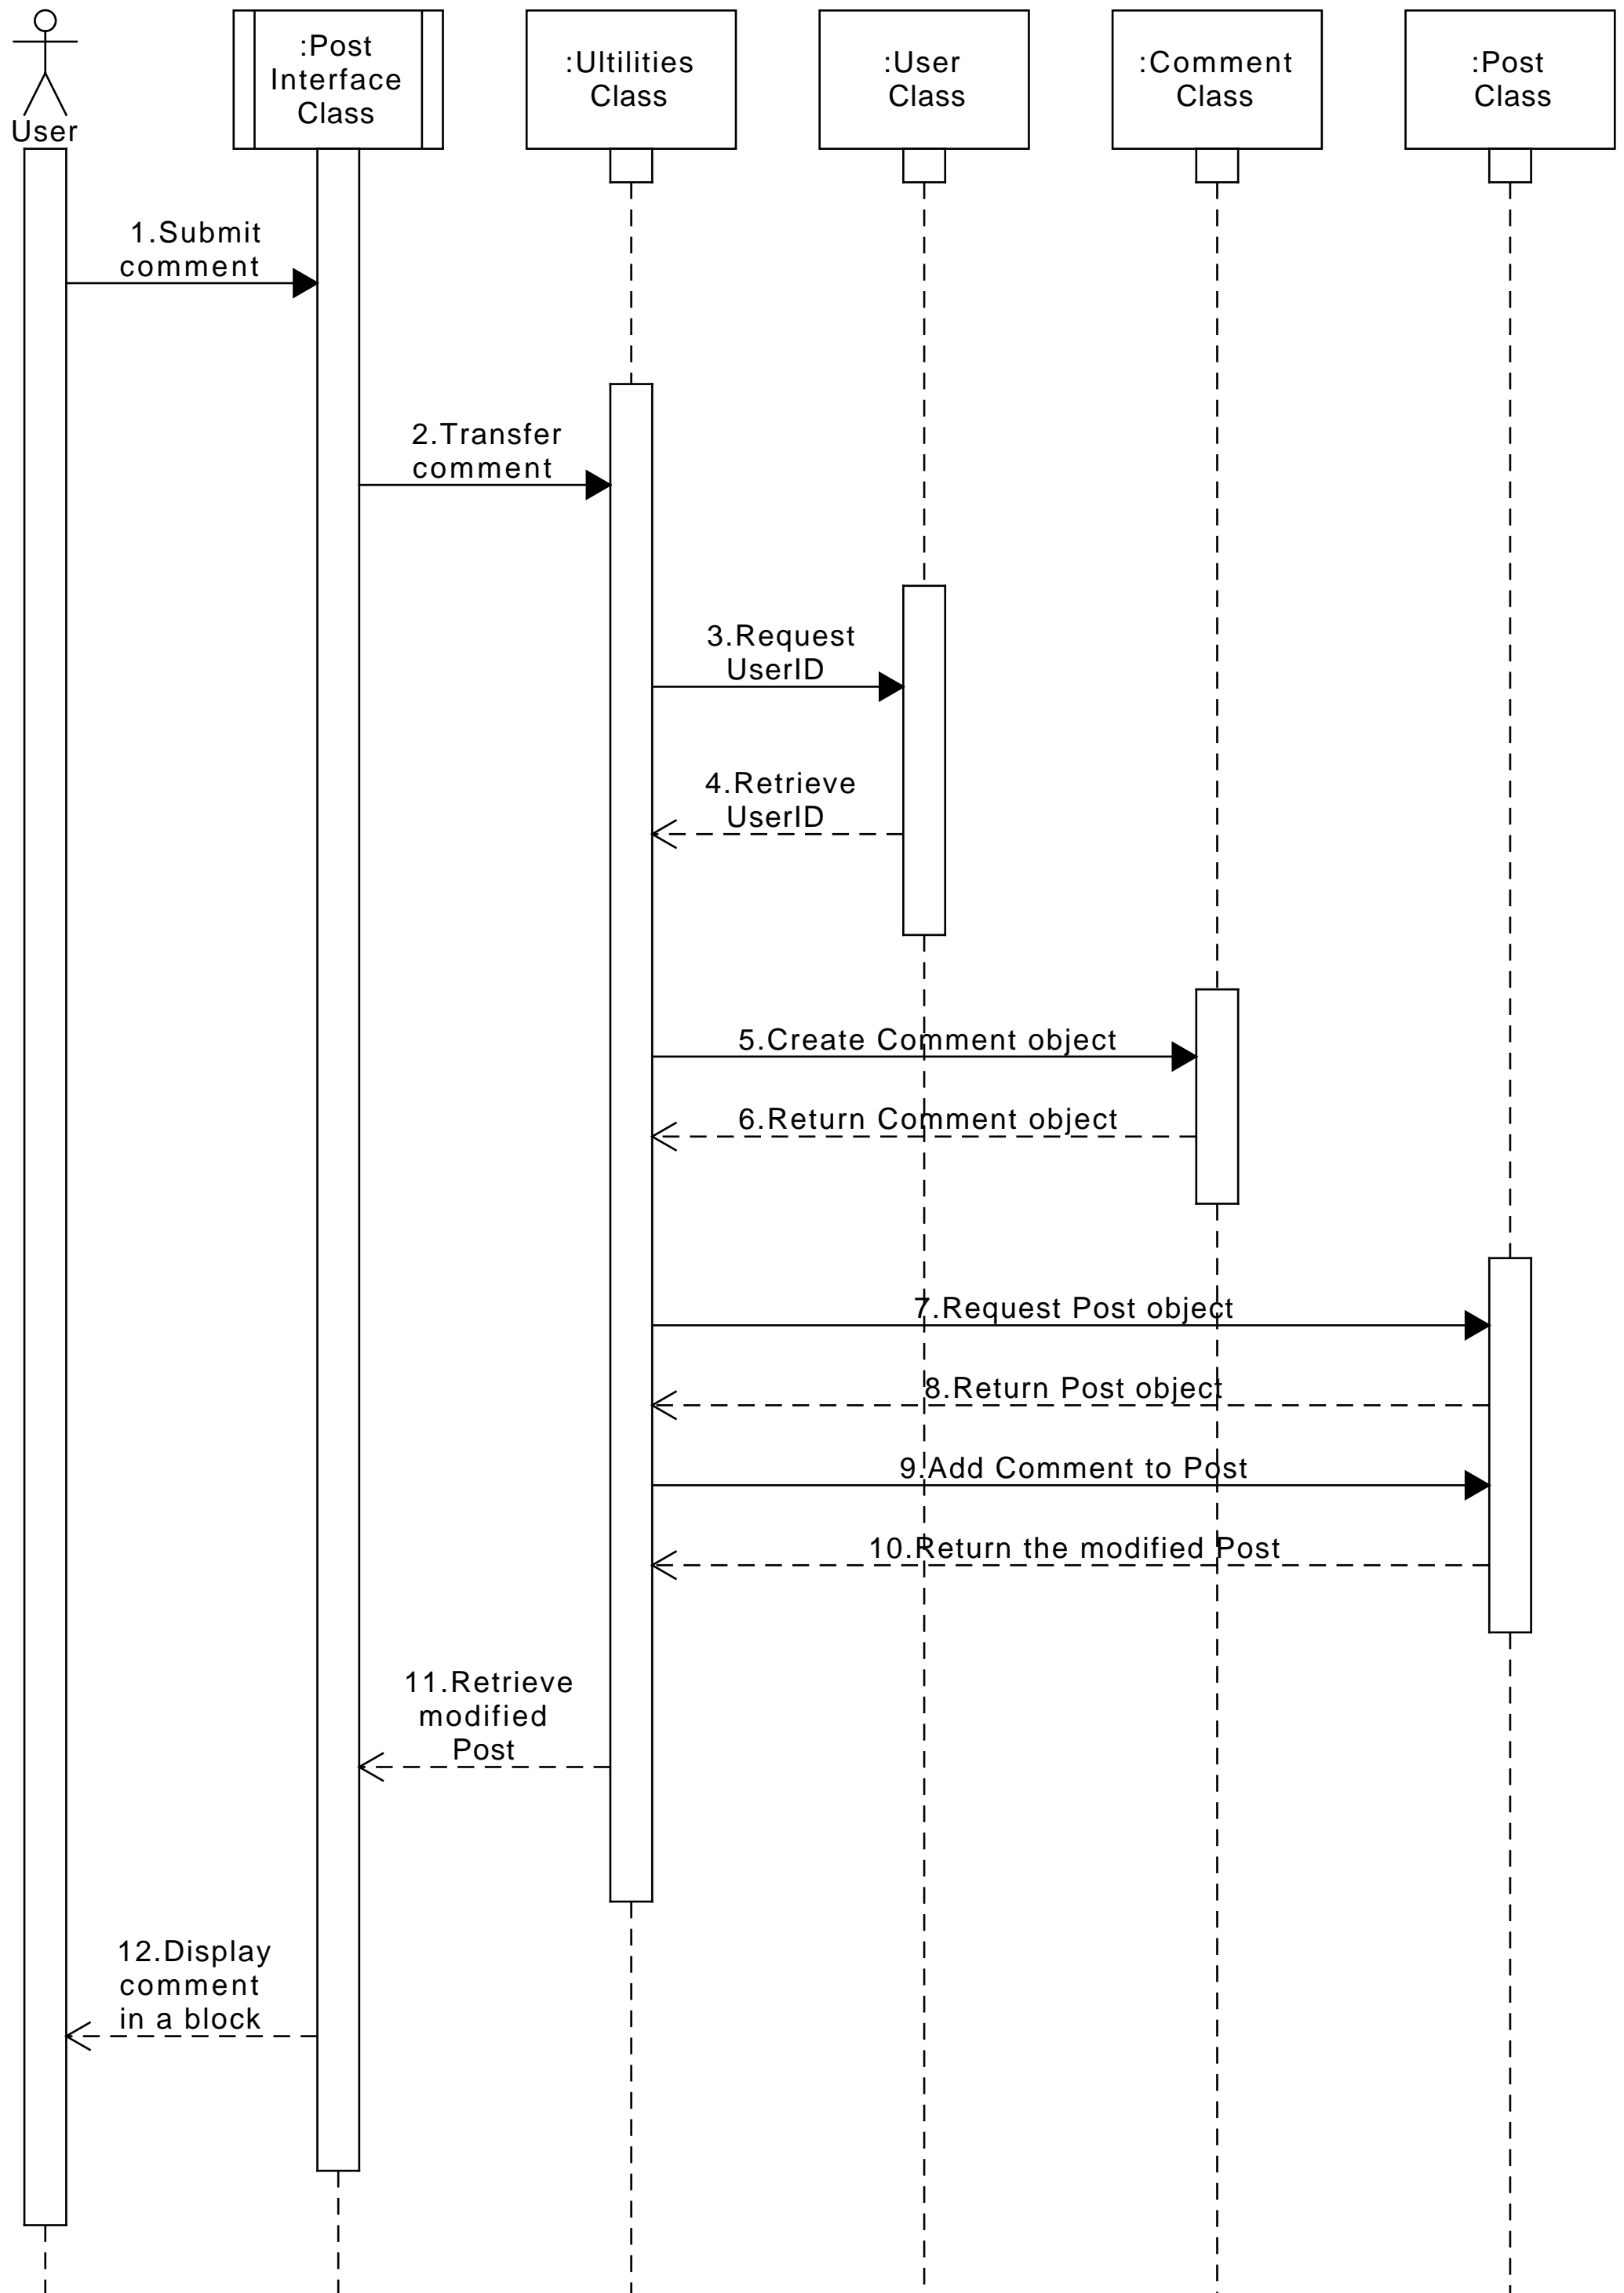 User
:Post
Interface
Class
:Ultilities
Class
:User
Class
:Comment
Class
:Post
Class
1.Submit
comment
2.Transfer
comment
3.Request
UserID
4.Retrieve
UserID
5.Create Comment object
6.Return Comment object
7.Request Post object
8.Return Post object
9.Add Comment to Post
10.Return the modified Post
11.Retrieve
modified
Post
12.Display
comment
in a block